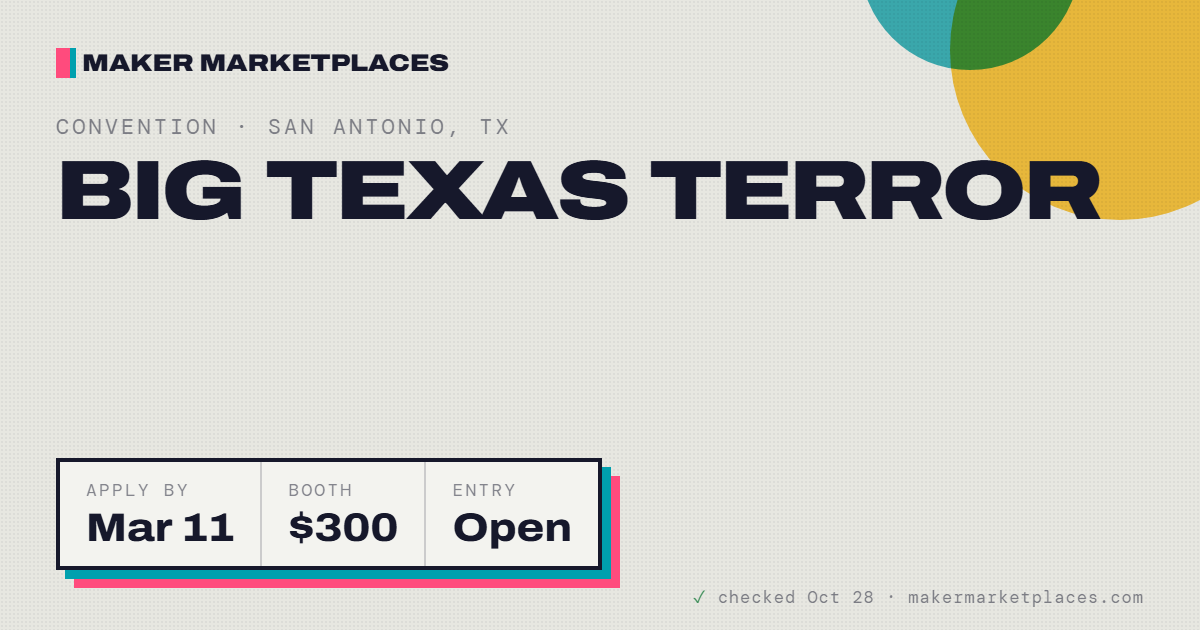 MAKER MARKETPLACES
CONVENTION · SAN ANTONIO, TX
BIG TEXAS TERROR
APPLY BY
Mar 11
BOOTH
$300
ENTRY
Open
✓ checked Oct 28 · makermarketplaces.com